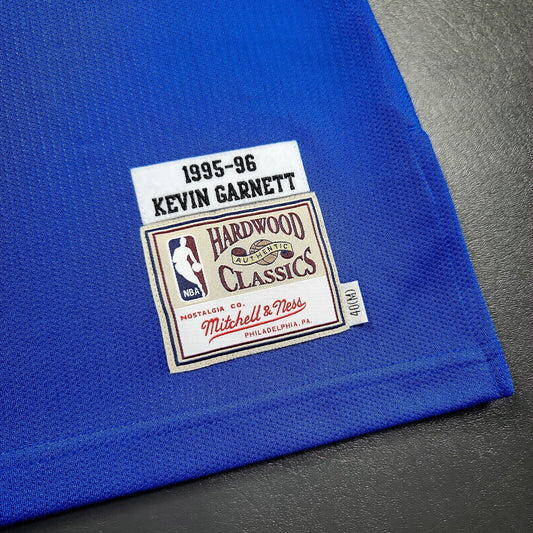 1995-96
KEVIN GARNETT
HARDWOOD
AUTHENTIC
CLASSICS
NBA
NOSTALGIA CO.
Mitchell & Ness
PHILADELPHIA, PA.
40(M)